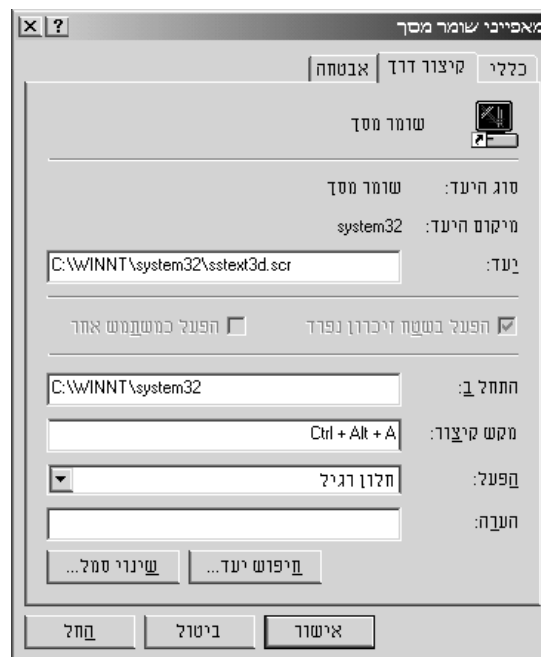 מאפייני שומר מסך
כללי קיצור דרך אבטחה
שומר מסך
סוג היעד: שומר מסך
מיקום היעד: system32
יעד: C:\WINNT\system32\sstext3d.scr
הפעל בשטח זיכרון נפרד הפעל כמשתמש אחר
התחל ב: C:\WINNT\system32
מקש קיצור: Ctrl + Alt + A
הפעל: חלון רגיל
הערה:
חיפוש יעד... שינוי סמל...
אישור ביטול החל